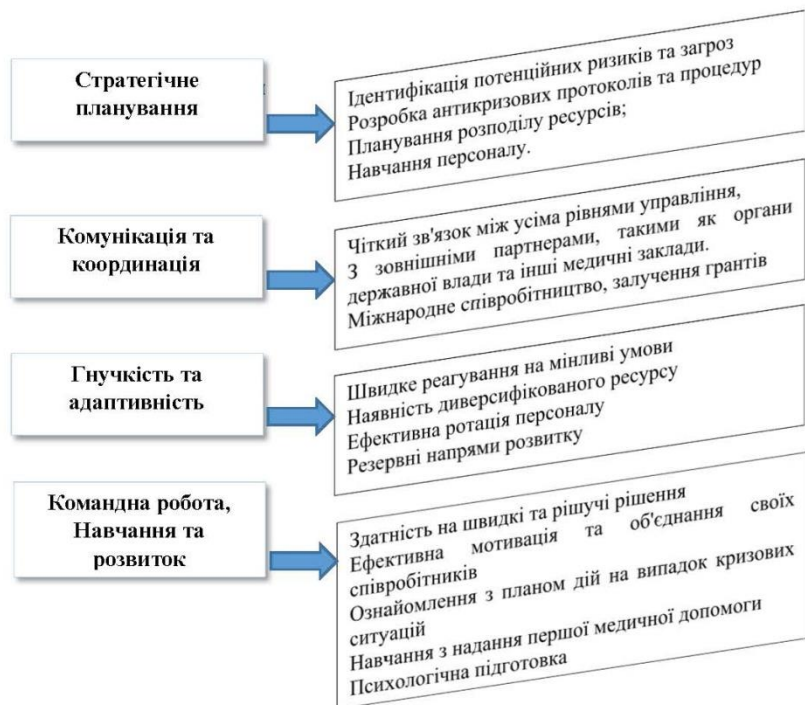 Стратегічне
планування
Ідентифікація потенційних ризиків та загроз
Розробка антикризових протоколів та процедур
Планування розподілу ресурсів;
Навчання персоналу.
Комунікація та
координація
Чіткий зв'язок між усіма рівнями управління,
З зовнішніми партнерами, такими як органи
державної влади та інші медичні заклади.
Міжнародне співробітництво, залучення грантів
Гнучкість та
адаптивність
Швидке реагування на мінливі умови
Наявність диверсифікованого ресурсу
Ефективна ротація персоналу
Резервні напрями розвитку
Командна робота,
Навчання та
розвиток
Здатність на швидкі та рішучі рішення
Ефективна мотивація та об'єднання своїх
співробітників
Ознайомлення з планом дій на випадок кризових
ситуацій
Навчання з надання першої медичної допомоги
Психологічна підготовка